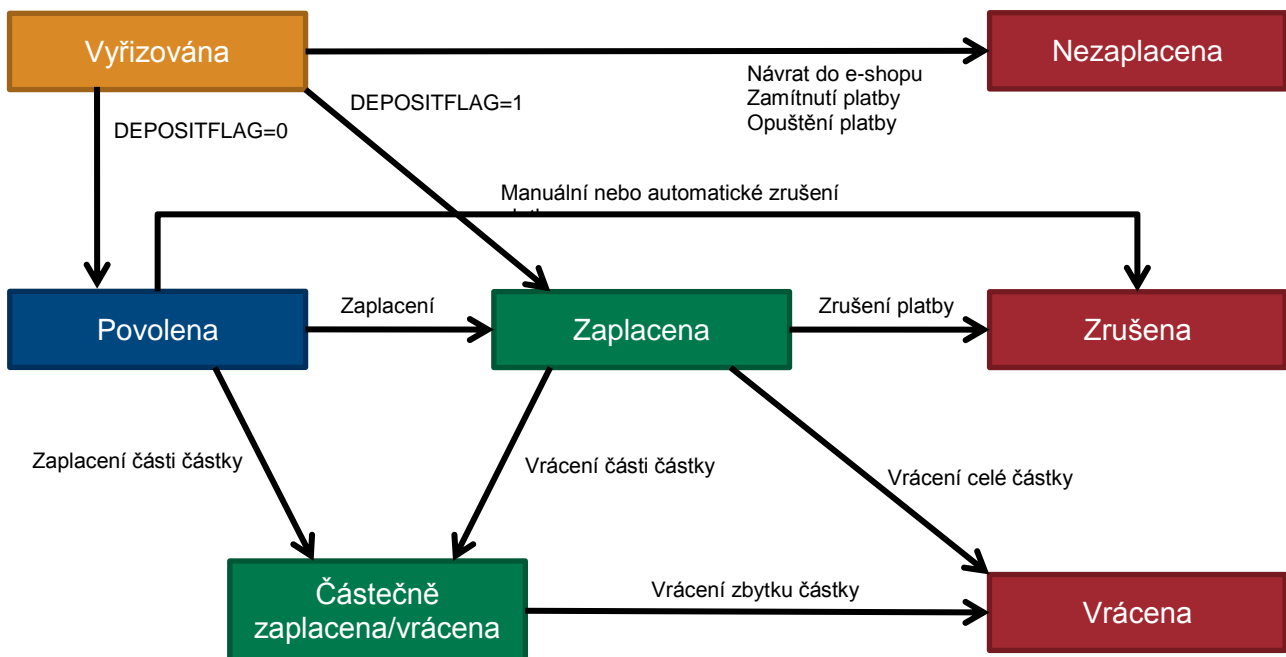 Vyřizována
Nezaplacena
Návrat do e-shopu
Zamítnutí platby
Opuštění platby
DEPOSITFLAG=1
DEPOSITFLAG=0
Manuální nebo automatické zrušení
Povolena
Zaplacení
Zaplacena
Zrušení platby
Zrušena
Zaplacení části částky
Vrácení části částky
Vrácení celé částky
Částečně
zaplacena/vrácena
Vrácení zbytku částky
Vrácena